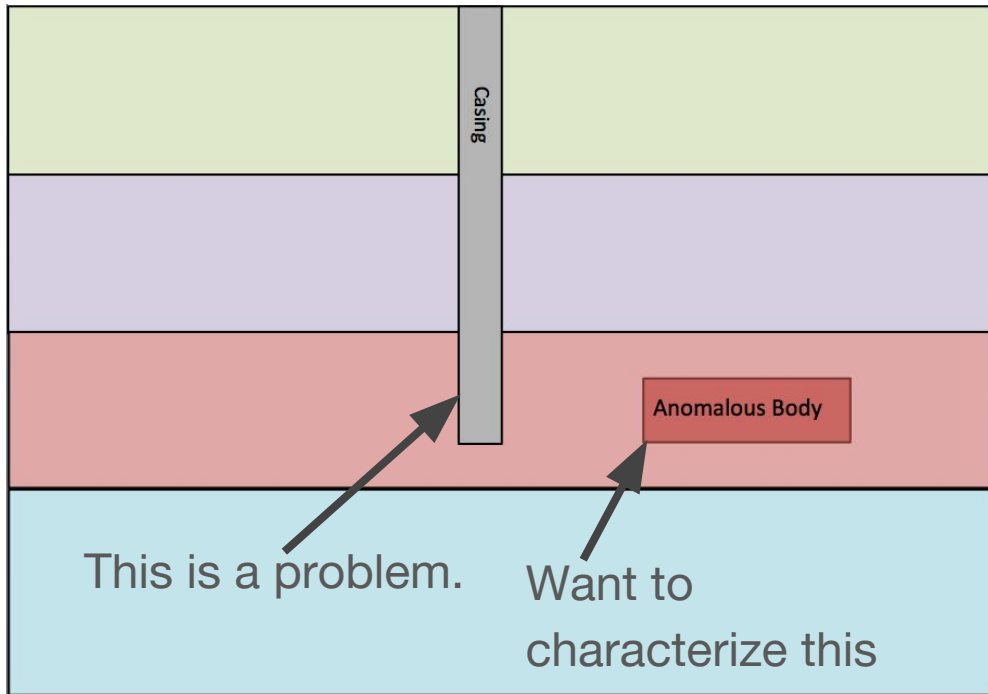 Casing
Anomalous Body
This is a problem.
Want to
characterize this